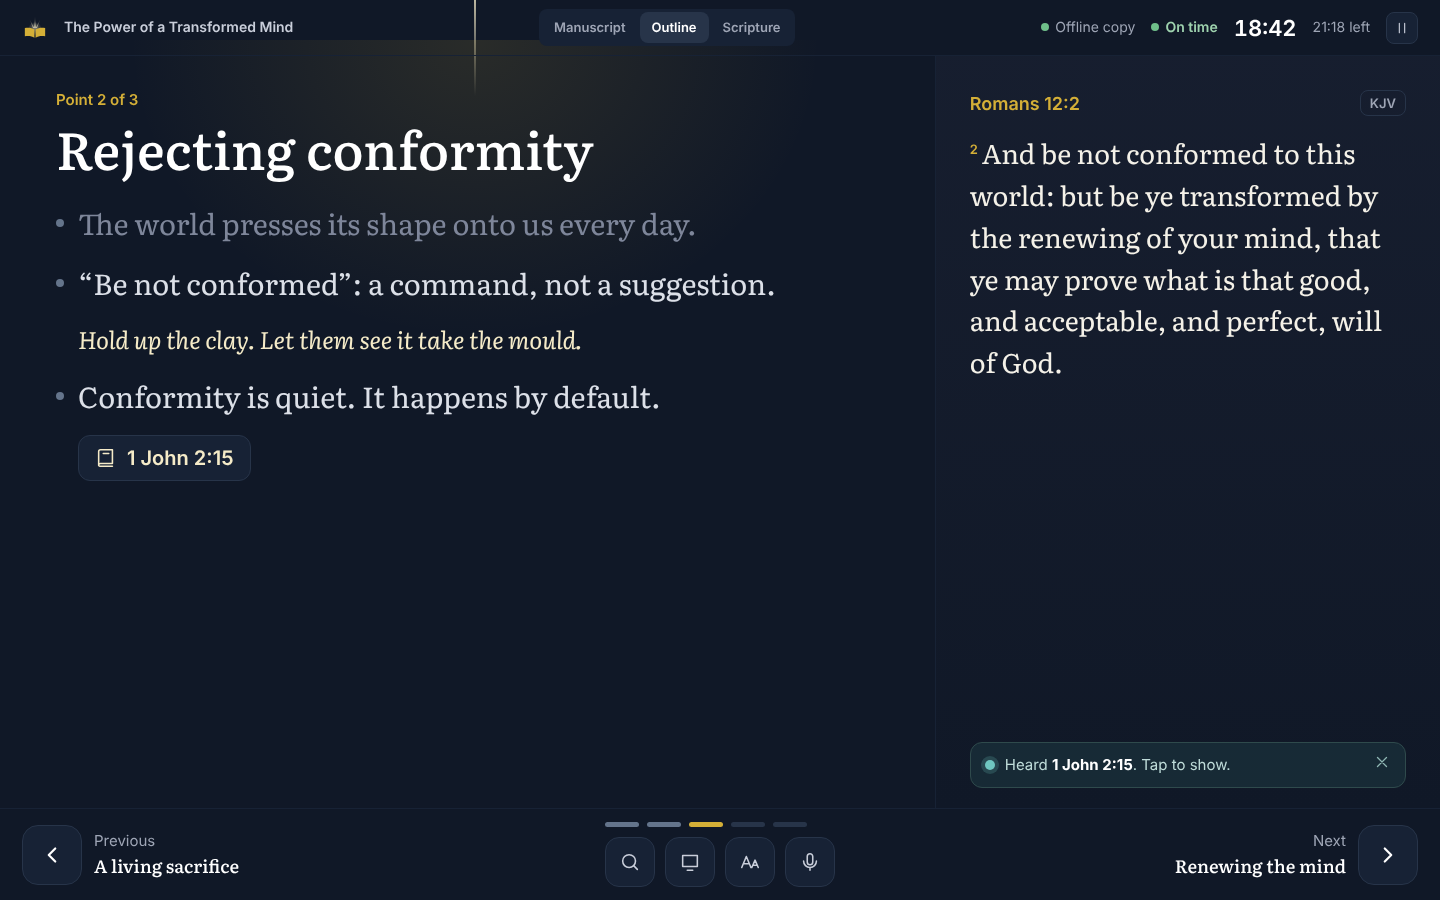 The Power of a Transformed Mind
Manuscript
Outline
Scripture
Offline copy
On time
18:42
21:18 left
Point 2 of 3
Rejecting conformity
The world presses its shape onto us every day.
“Be not conformed”: a command, not a suggestion.
Hold up the clay. Let them see it take the mould.
Conformity is quiet. It happens by default.
1 John 2:15
Romans 12:2
KJV
2 And be not conformed to this
world: but be ye transformed by
the renewing of your mind, that
ye may prove what is that good,
and acceptable, and perfect, will
of God.
Heard 1 John 2:15. Tap to show.
Previous
A living sacrifice
AA
Next
Renewing the mind